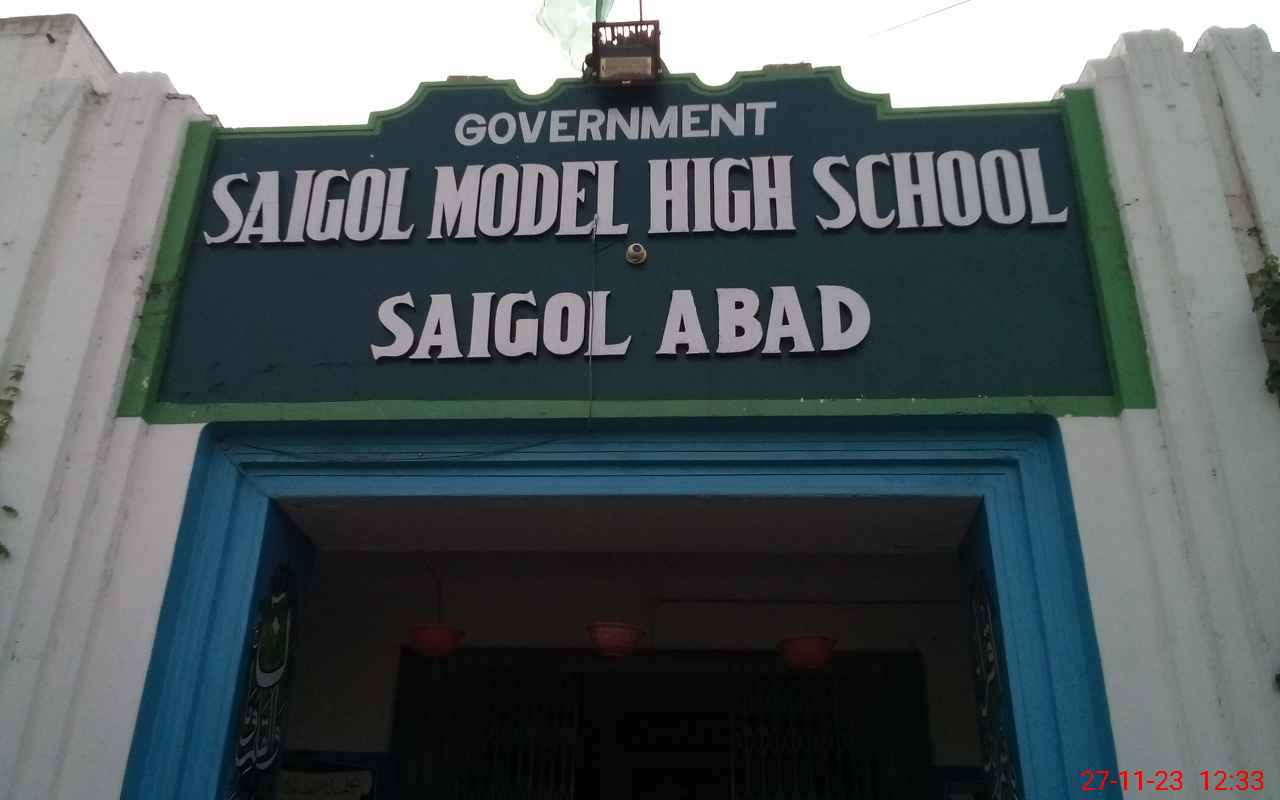 GOVERNMENT
SAIGOL MODEL HIGH SCHOOL
SAIGOL ABAD
27-11-23 12:33